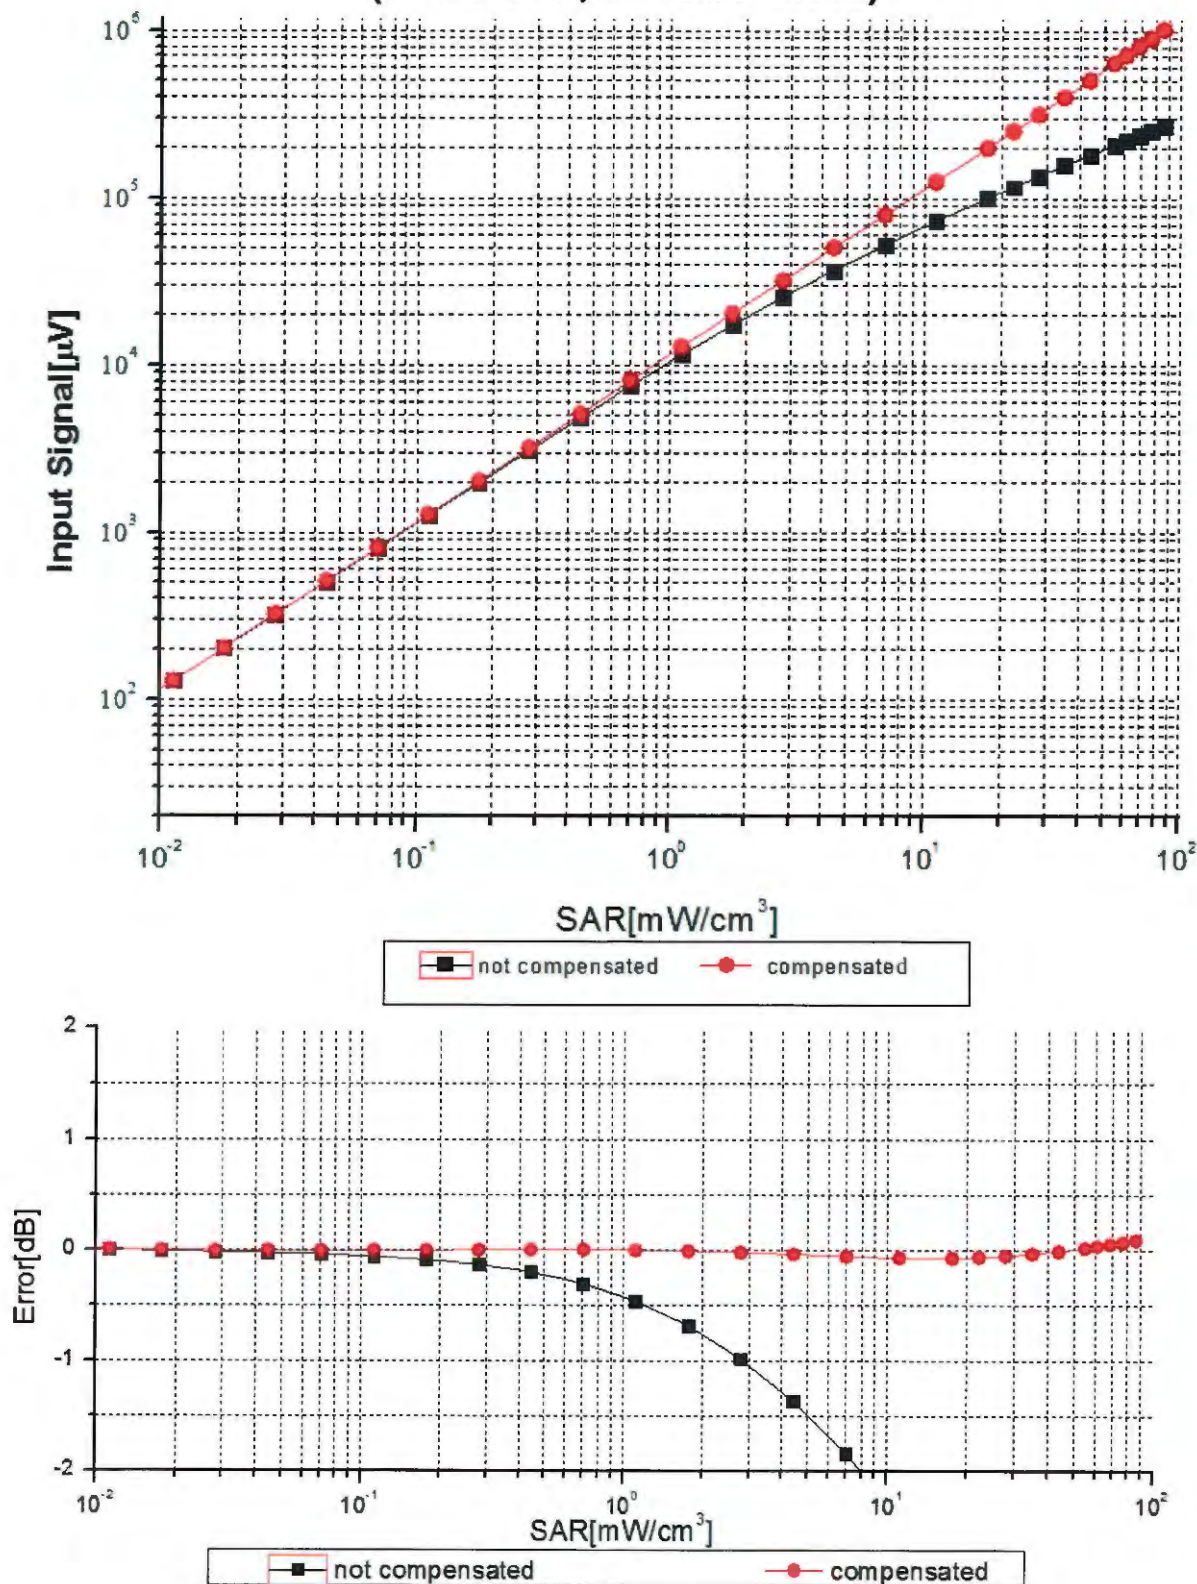 10⁶
10⁵
10⁴
10³
10²
Input Signal[µV]
10⁻² 10⁻¹ 10⁰ 10¹ 10²
SAR[mW/cm³]
not compensated compensated
2
1
0
-1
-2
Error[dB]
10⁻² 10⁻¹ 10⁰ 10¹ 10²
SAR[mW/cm³]
not compensated compensated